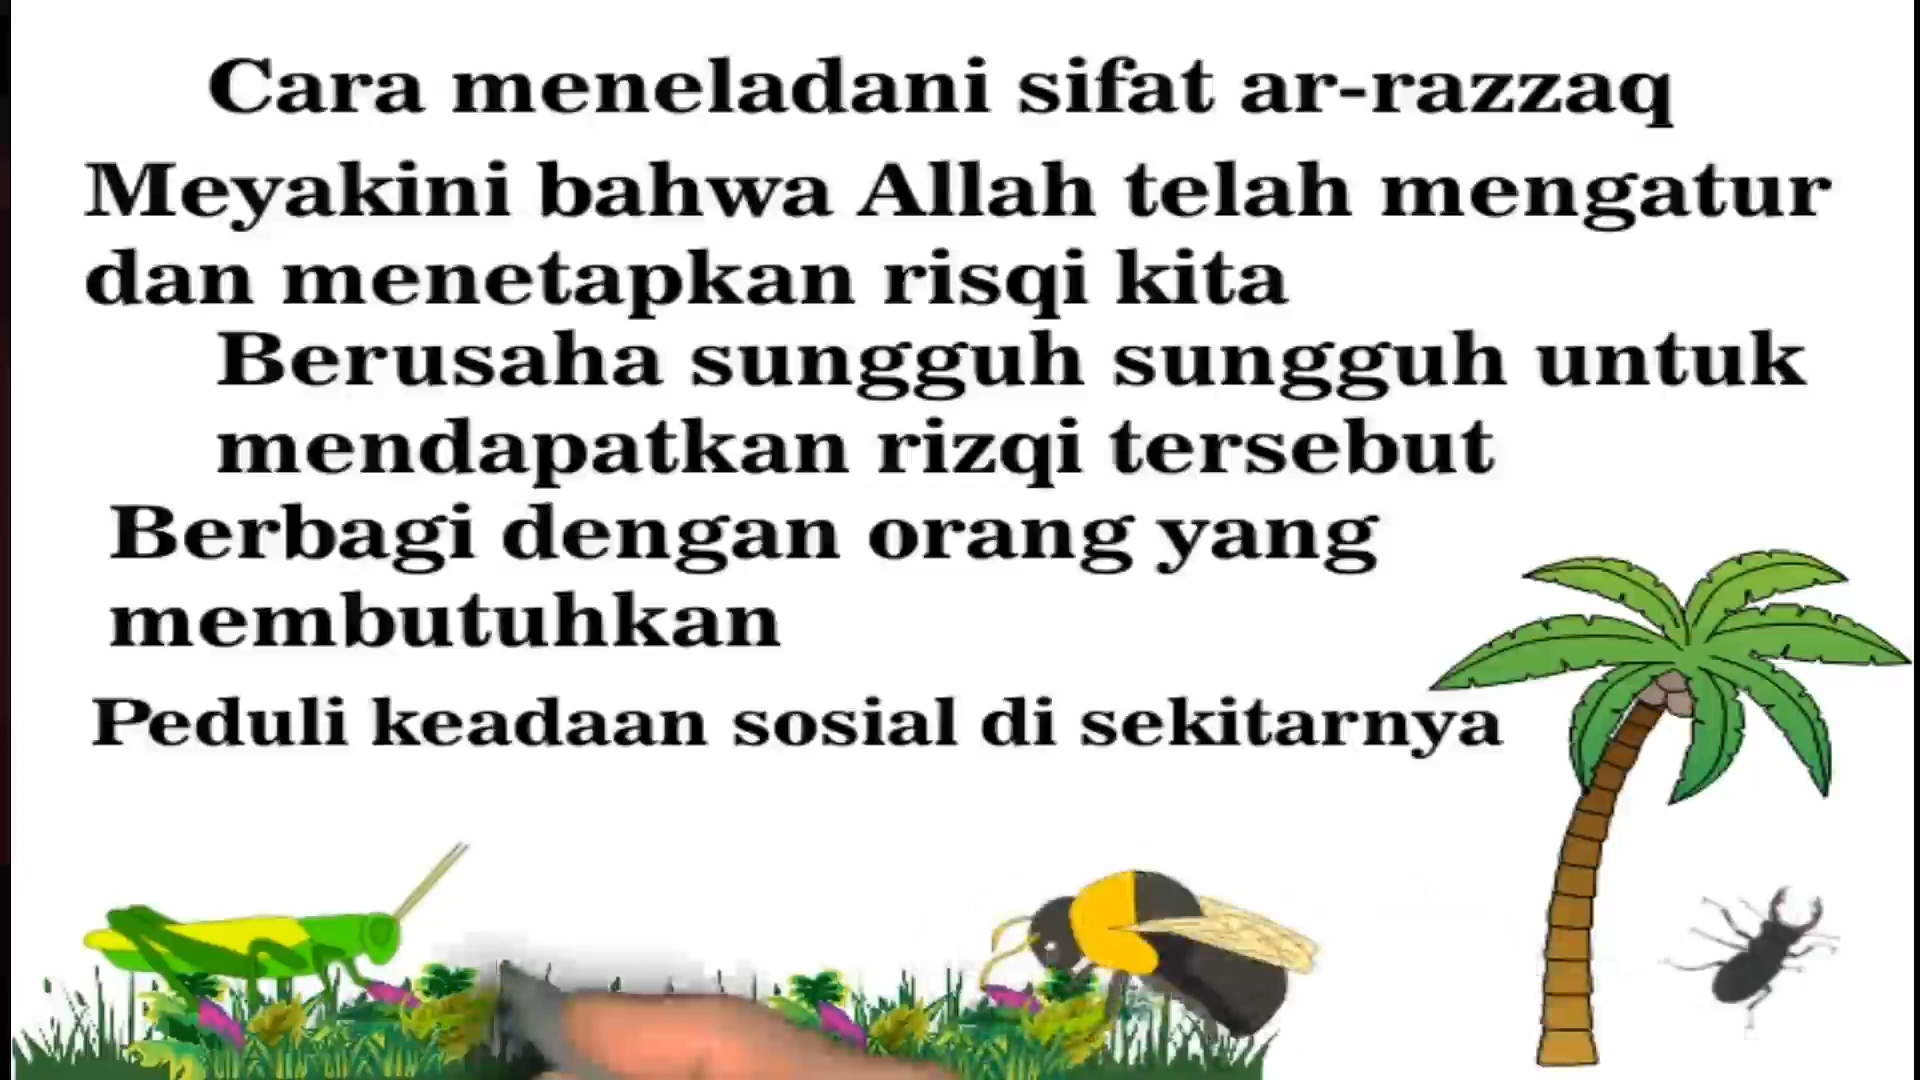 Cara meneladani sifat ar-razzaq
Meyakini bahwa Allah telah mengatur
dan menetapkan risqi kita
Berusaha sungguh sungguh untuk
mendapatkan rizqi tersebut
Berbagi dengan orang yang
membutuhkan
Peduli keadaan sosial di sekitarnya